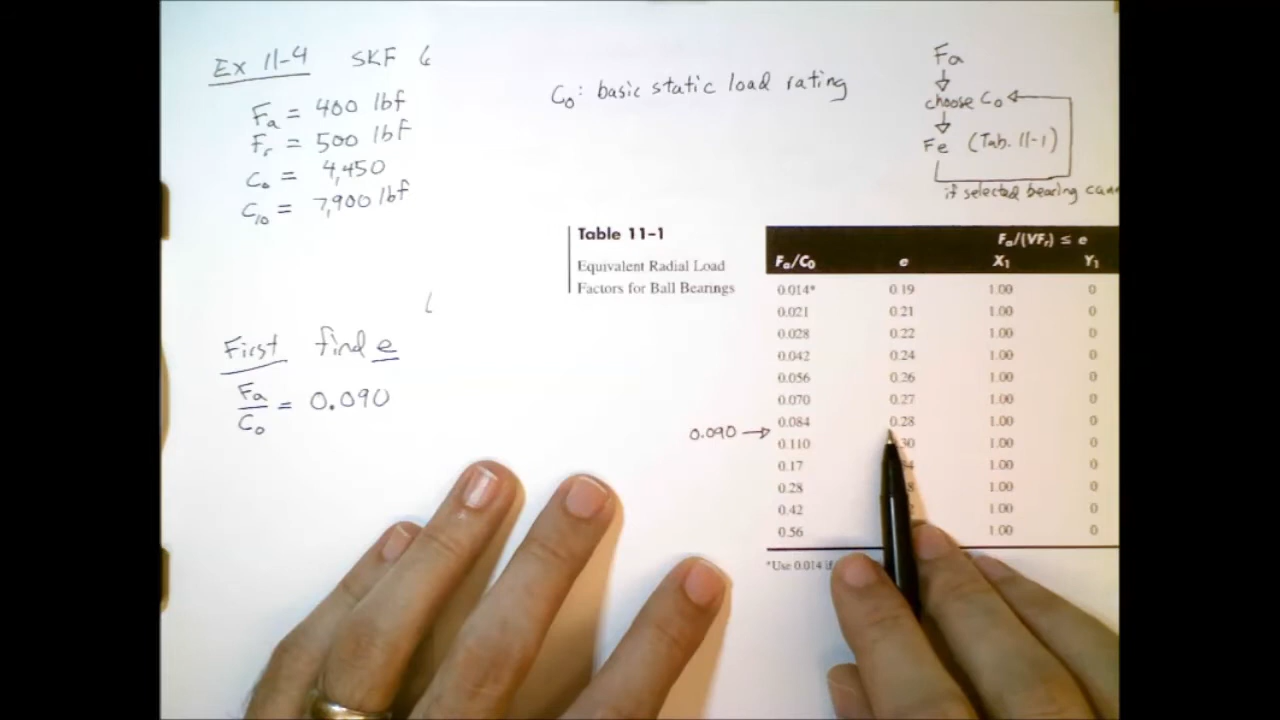 Ex 11-4 SKF 6
Fa = 400 lbf
Fr = 500 lbf
C0 = 4,450
C10 = 7,900 lbf
C0: basic static load rating
Fa
choose C0
Fe (Tab. 11-1)
if selected bearing
First find e
Fa/C0 = 0.090
Table 11-1
Equivalent Radial Load
Factors for Ball Bearings
Fa/(VFr) ≤ e
Fa/C0 e X1 Y1
0.014* 0.19 1.00 0
0.021 0.21 1.00 0
0.028 0.22 1.00 0
0.042 0.24 1.00 0
0.056 0.26 1.00 0
0.070 0.27 1.00 0
0.084 0.28 1.00 0
0.090 →
0.110 1.00 0
0.17 1.00 0
0.28 1.00 0
0.42 1.00 0
0.56 1.00 0
*Use 0.014 if